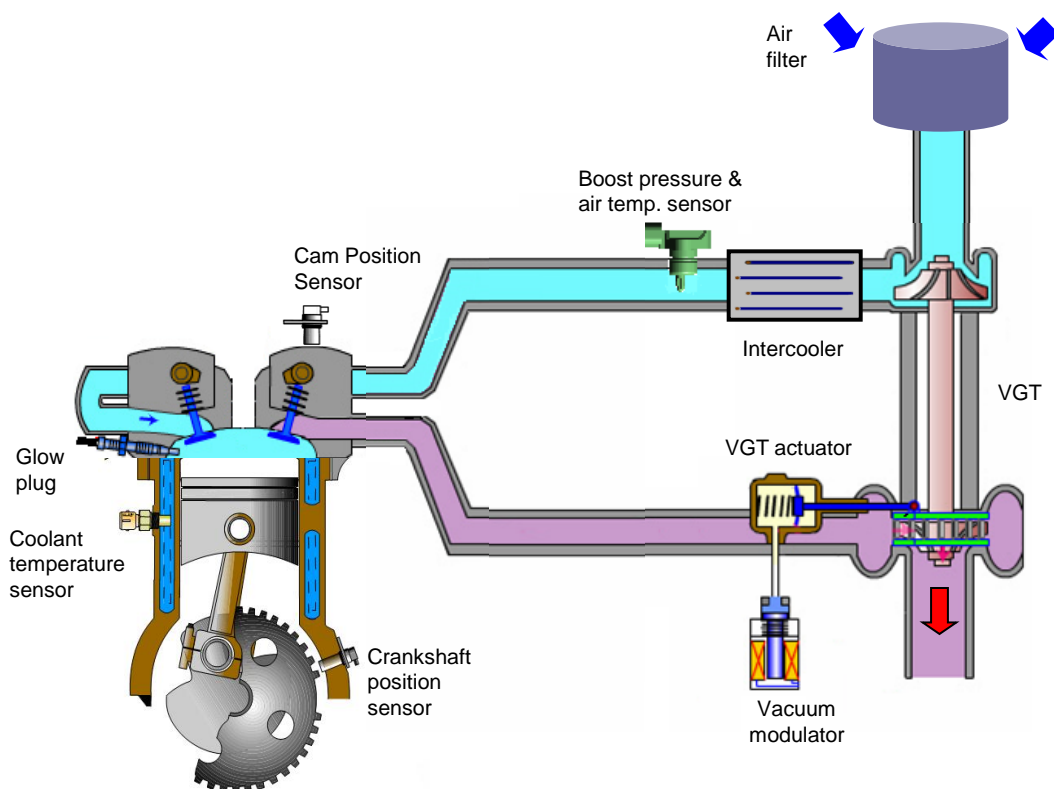 Air
filter
Boost pressure &
air temp. sensor
Cam Position
Sensor
Intercooler
VGT
VGT actuator
Glow
plug
Coolant
temperature
sensor
Crankshaft
position
sensor
Vacuum
modulator